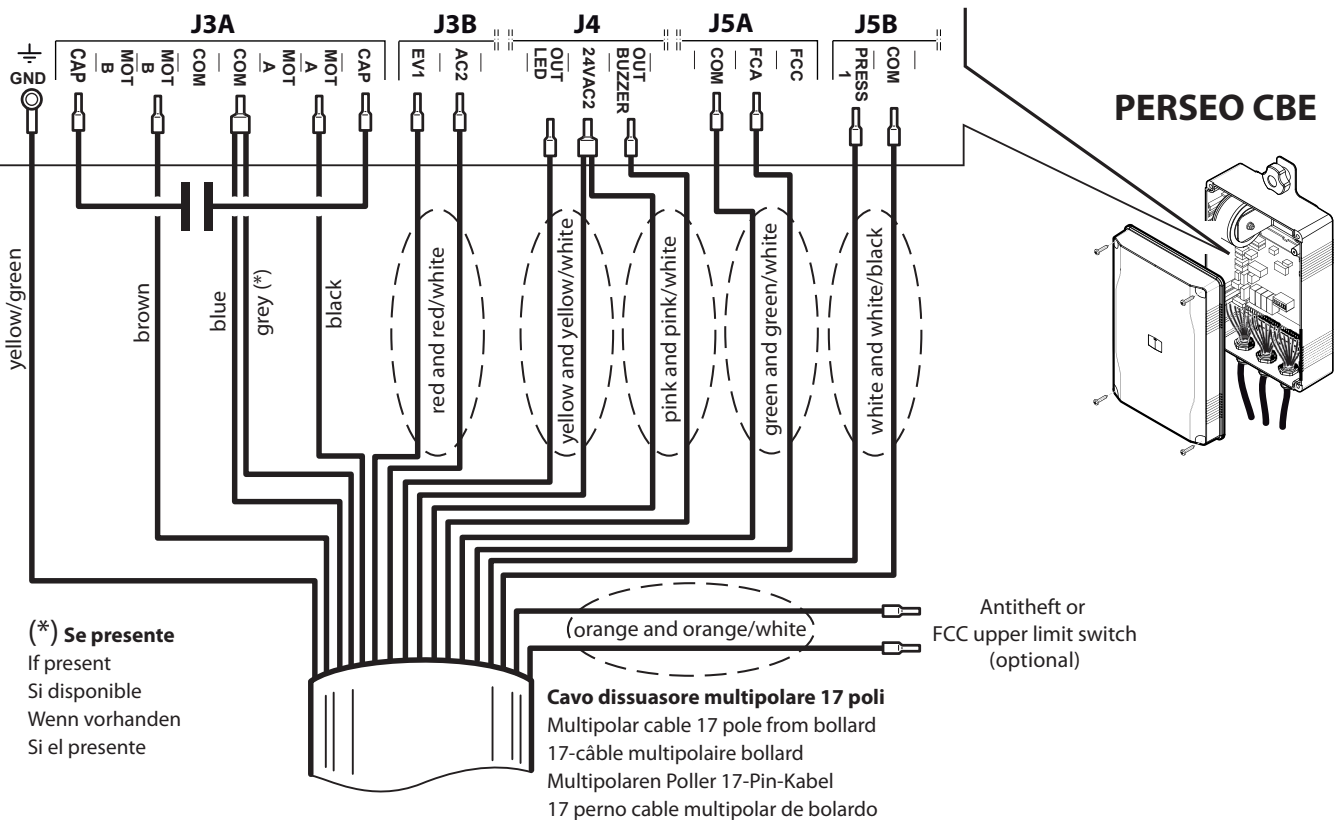 J3A
J3B
J4
J5A
J5B
GND
CAP
MOT
B
MOT
B
COM
COM
MOT
A
MOT
A
CAP
EV1
AC2
OUT
LED
24VAC2
OUT
BUZZER
COM
FCA
FCC
PRESS
1
COM
PERSEO CBE
yellow/green
brown
blue
grey (*)
black
red and red/white
yellow and yellow/white
pink and pink/white
green and green/white
white and white/black
orange and orange/white
Antitheft or
FCC upper limit switch
(optional)
(*) Se presente
If present
Si disponible
Wenn vorhanden
Si el presente
Cavo dissuasore multipolare 17 poli
Multipolar cable 17 pole from bollard
17-câble multipolaire bollard
Multipolaren Poller 17-Pin-Kabel
17 perno cable multipolar de bolardo